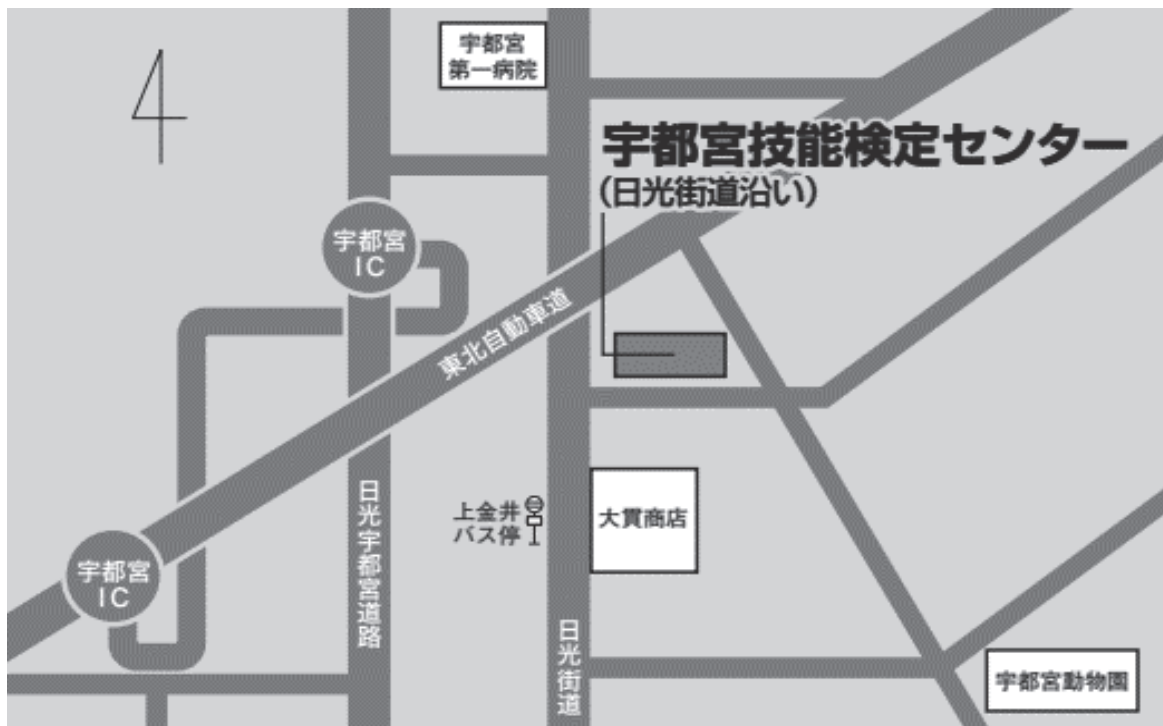 宇都宮
第一病院
宇都宮技能検定センター
(日光街道沿い)
宇都宮
IC
東北自動車道
日光宇都宮道路
上金井
バス停
大貫商店
宇都宮
IC
日光街道
宇都宮動物園